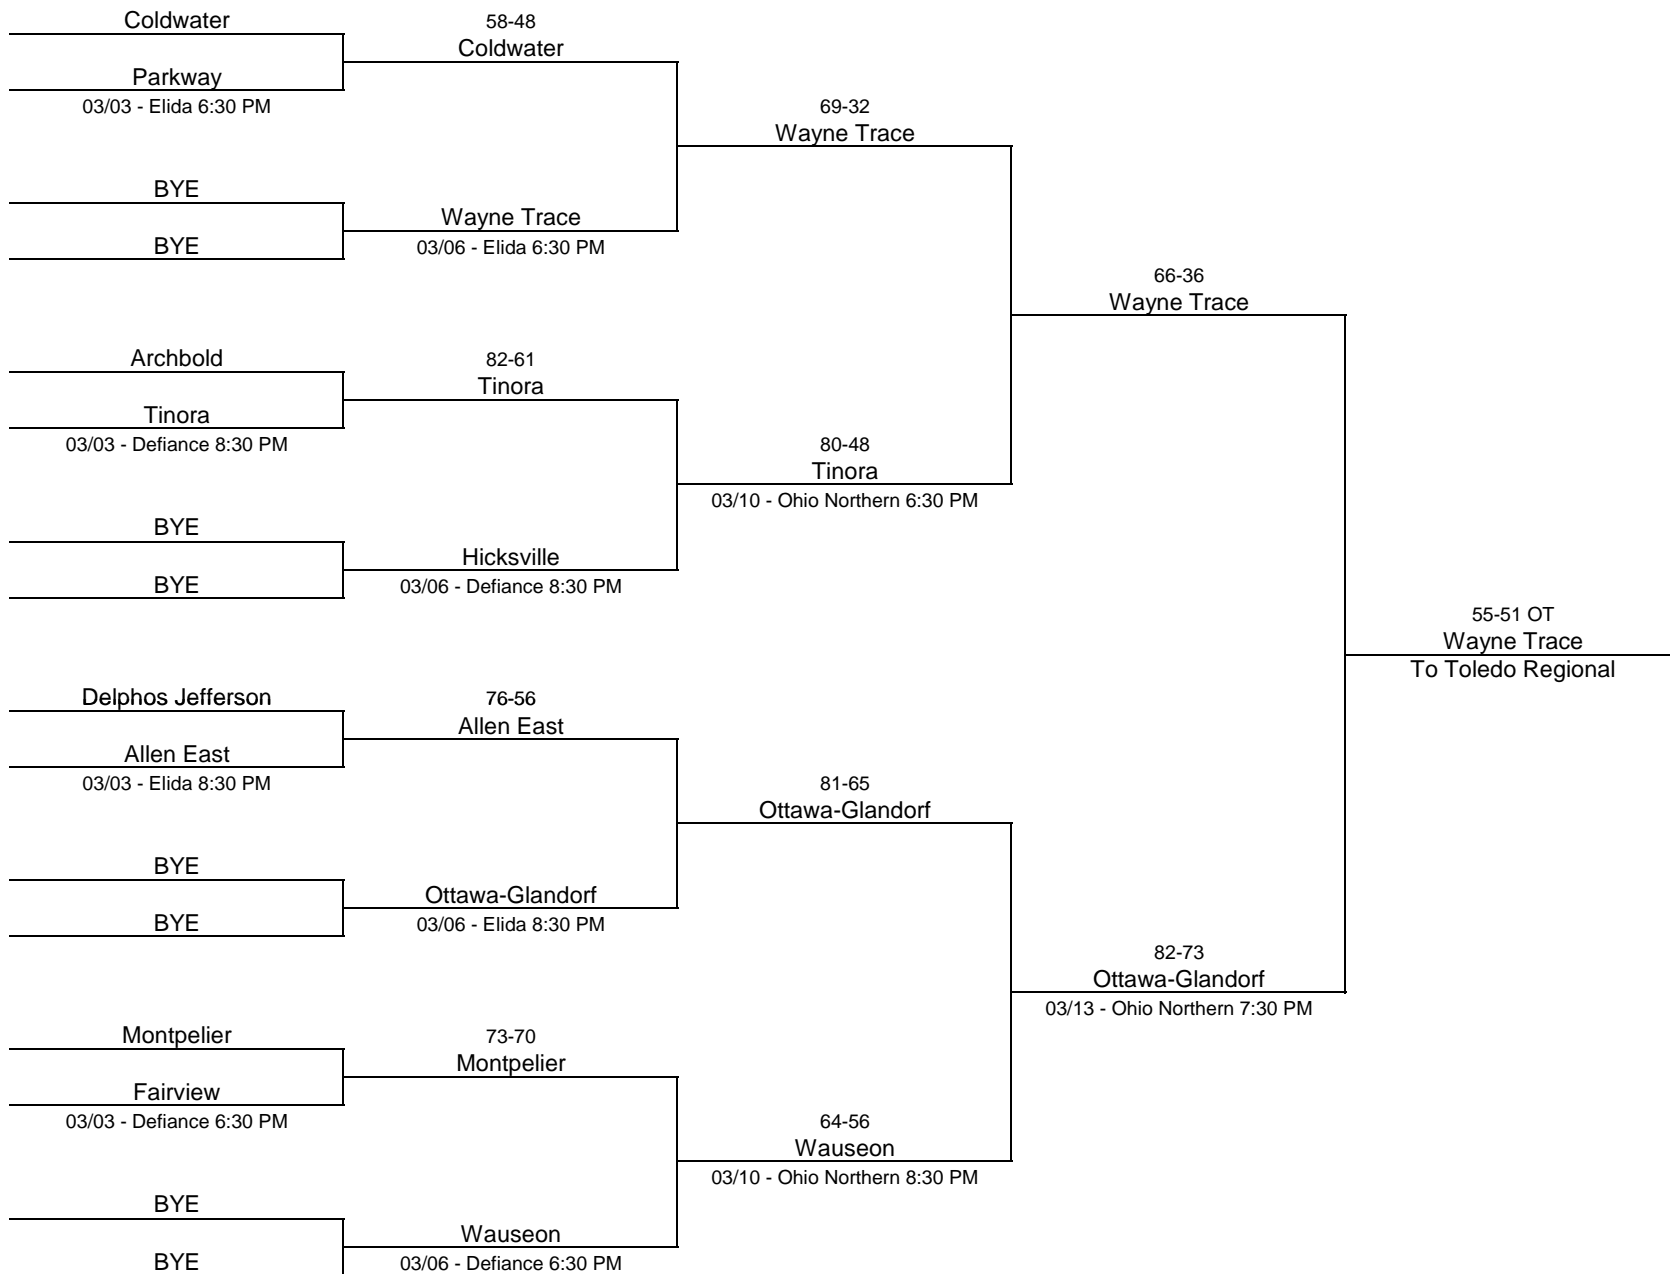 Coldwater
Parkway
03/03 - Elida 6:30 PM
BYE
BYE
Archbold
Tinora
03/03 - Defiance 8:30 PM
BYE
BYE
Delphos Jefferson
Allen East
03/03 - Elida 8:30 PM
BYE
BYE
Montpelier
Fairview
03/03 - Defiance 6:30 PM
BYE
BYE
58-48
Coldwater
Wayne Trace
03/06 - Elida 6:30 PM
82-61
Tinora
Hicksville
03/06 - Defiance 8:30 PM
76-56
Allen East
Ottawa-Glandorf
03/06 - Elida 8:30 PM
73-70
Montpelier
Wauseon
03/06 - Defiance 6:30 PM
69-32
Wayne Trace
80-48
Tinora
03/10 - Ohio Northern 6:30 PM
81-65
Ottawa-Glandorf
64-56
Wauseon
03/10 - Ohio Northern 8:30 PM
66-36
Wayne Trace
82-73
Ottawa-Glandorf
03/13 - Ohio Northern 7:30 PM
55-51 OT
Wayne Trace
To Toledo Regional